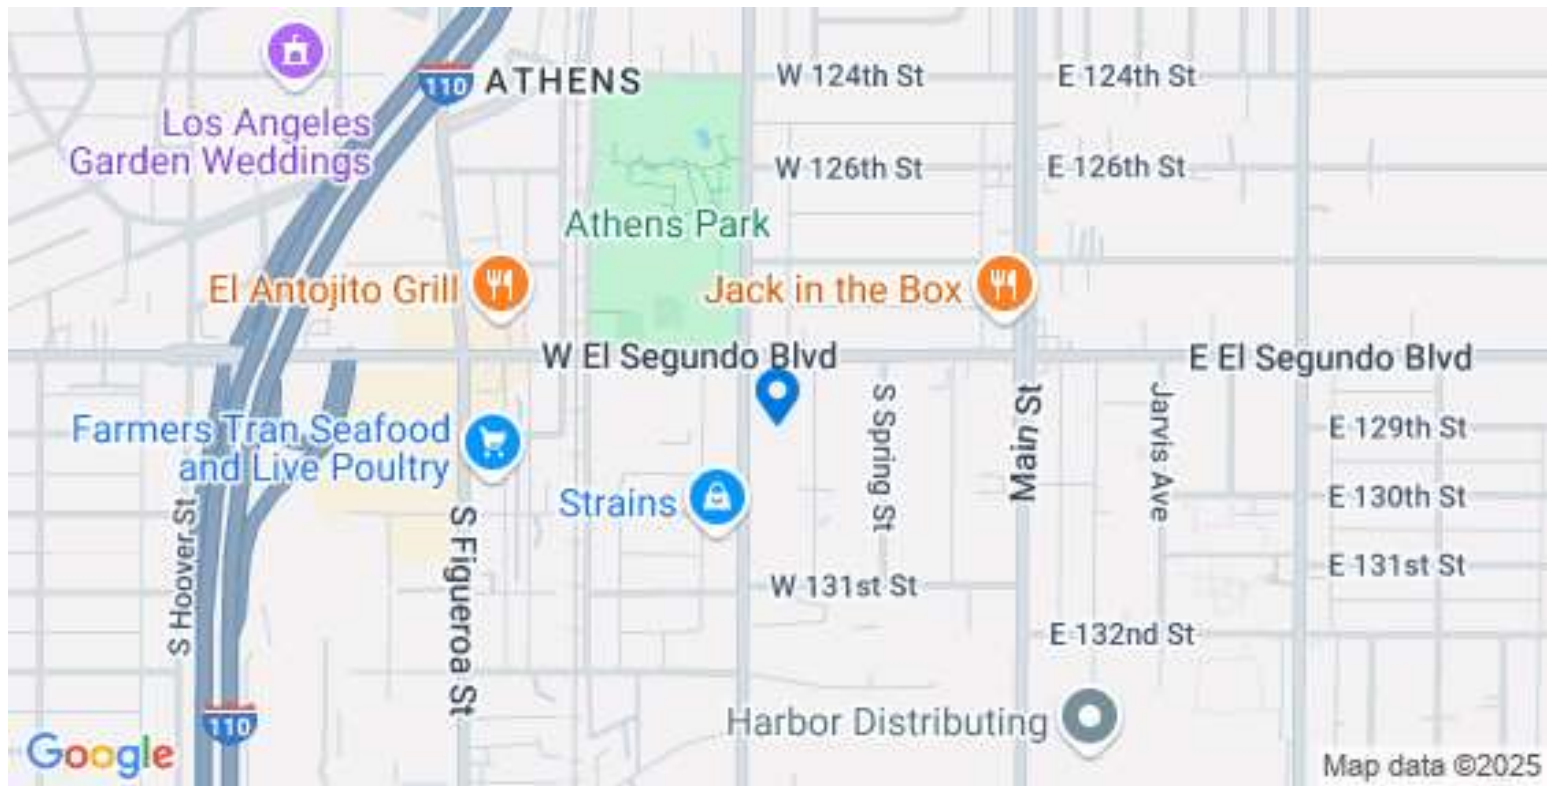 110
ATHENS
W 124th St
E 124th St
Los Angeles
Garden Weddings
W 126th St
E 126th St
Athens Park
El Antojito Grill
Jack in the Box
W El Segundo Blvd
E El Segundo Blvd
Farmers Tran Seafood
and Live Poultry
S Spring St
Main St
Jarvis Ave
E 129th St
Strains
E 130th St
S Hoover St
S Figueroa St
E 131st St
W 131st St
E 132nd St
110
Harbor Distributing
Google
Map data ©2025